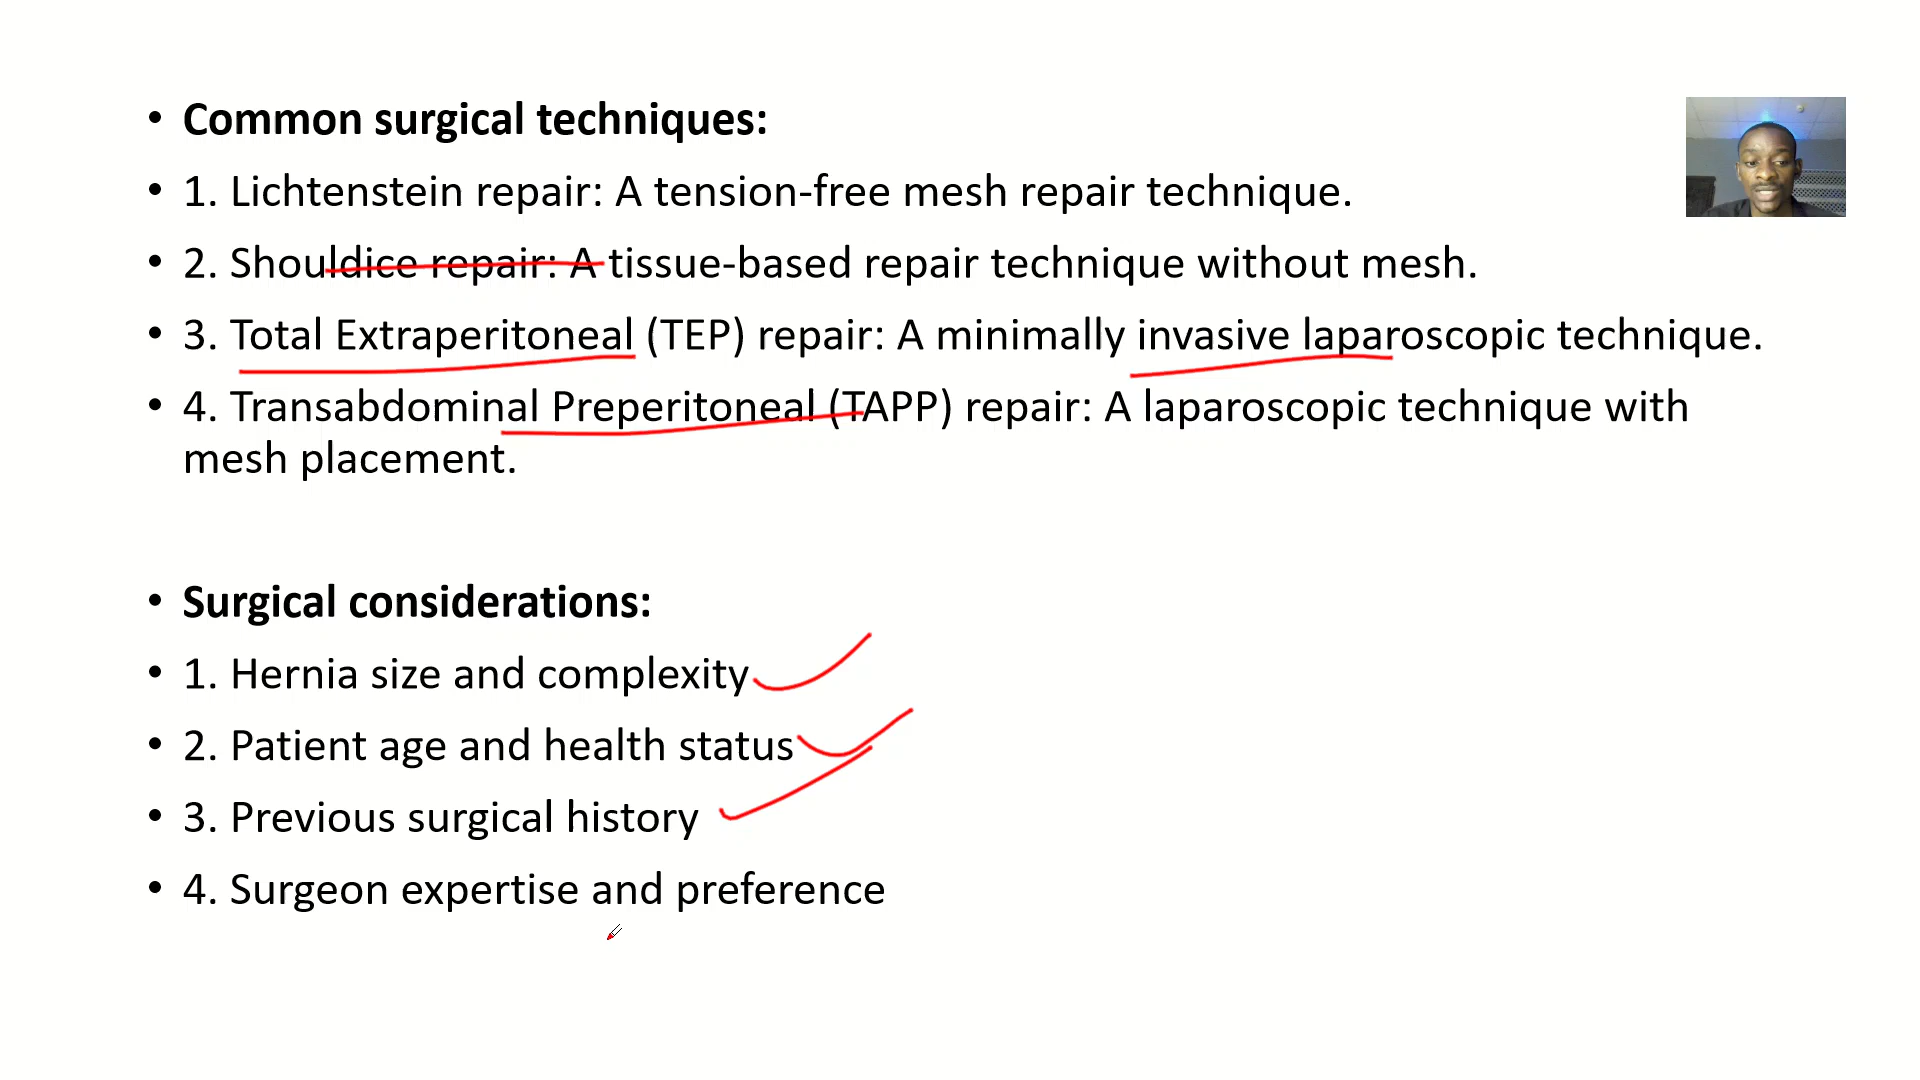 • Common surgical techniques:
• 1. Lichtenstein repair: A tension-free mesh repair technique.
• 2. Shouldice repair: A tissue-based repair technique without mesh.
• 3. Total Extraperitoneal (TEP) repair: A minimally invasive laparoscopic technique.
• 4. Transabdominal Preperitoneal (TAPP) repair: A laparoscopic technique with
mesh placement.
• Surgical considerations:
• 1. Hernia size and complexity
• 2. Patient age and health status
• 3. Previous surgical history
• 4. Surgeon expertise and preference